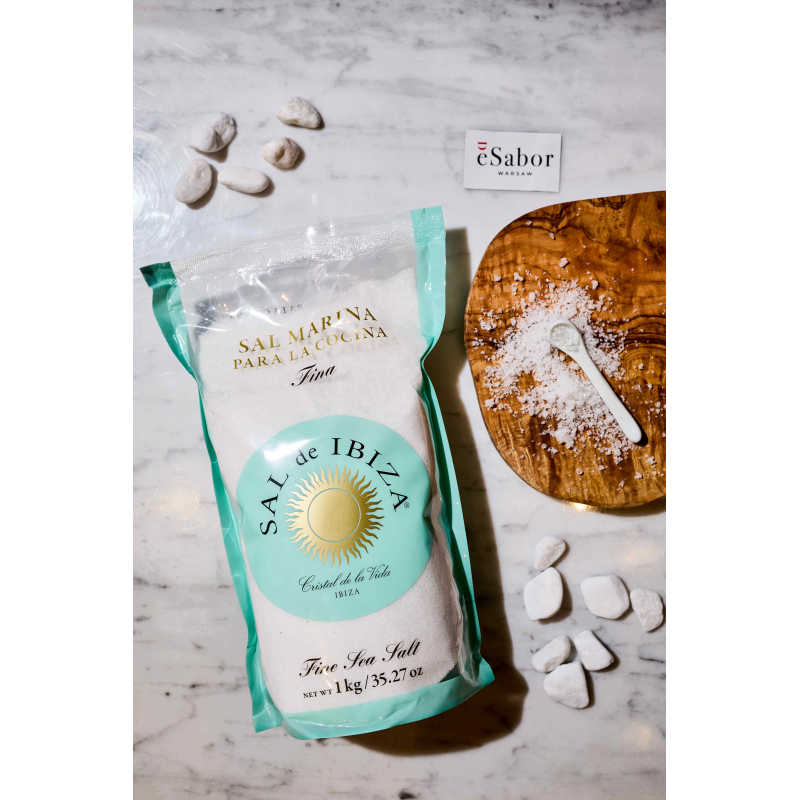 éSabor
WARSAW
SAL MARINA
PARA LA COCINA
Fina
SAL de IBIZA®
Cristal de la Vida
IBIZA
Fine Sea Salt
NET WT 1 kg/35.27 oz